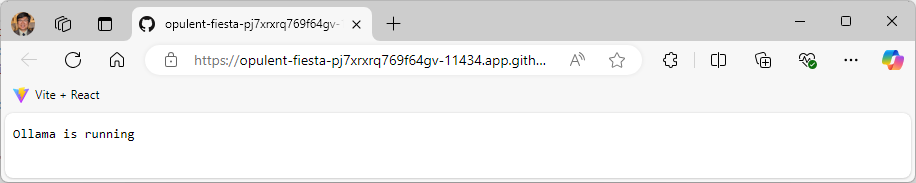 opulent-fiesta-pj7xrxrq769f64gv-
https://opulent-fiesta-pj7xrxrq769f64gv-11434.app.gith...
Vite + React
Ollama is running